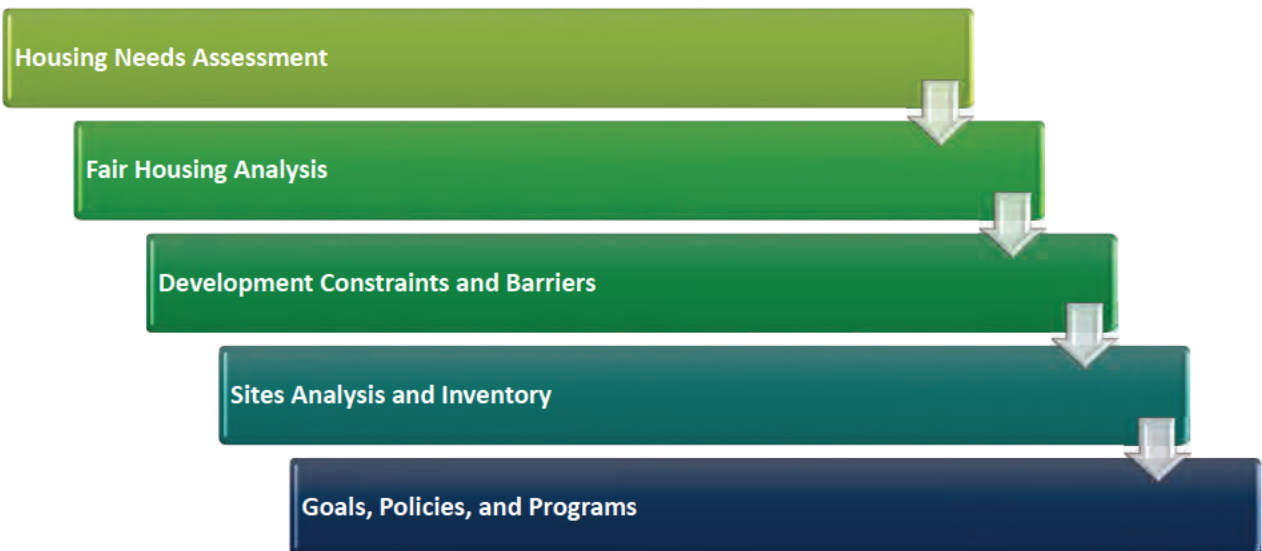 Housing Needs Assessment
Fair Housing Analysis
Development Constraints and Barriers
Sites Analysis and Inventory
Goals, Policies, and Programs